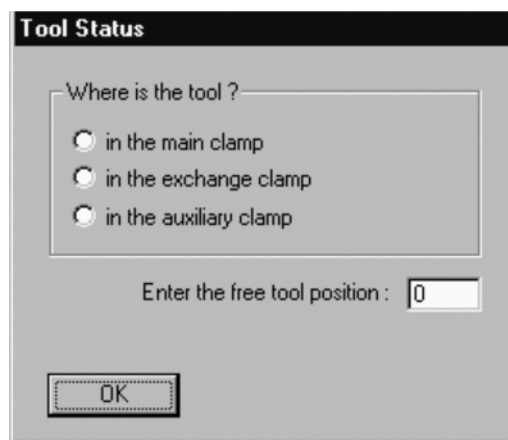 Tool Status
Where is the tool ?
in the main clamp
in the exchange clamp
in the auxiliary clamp
Enter the free tool position : 0
OK